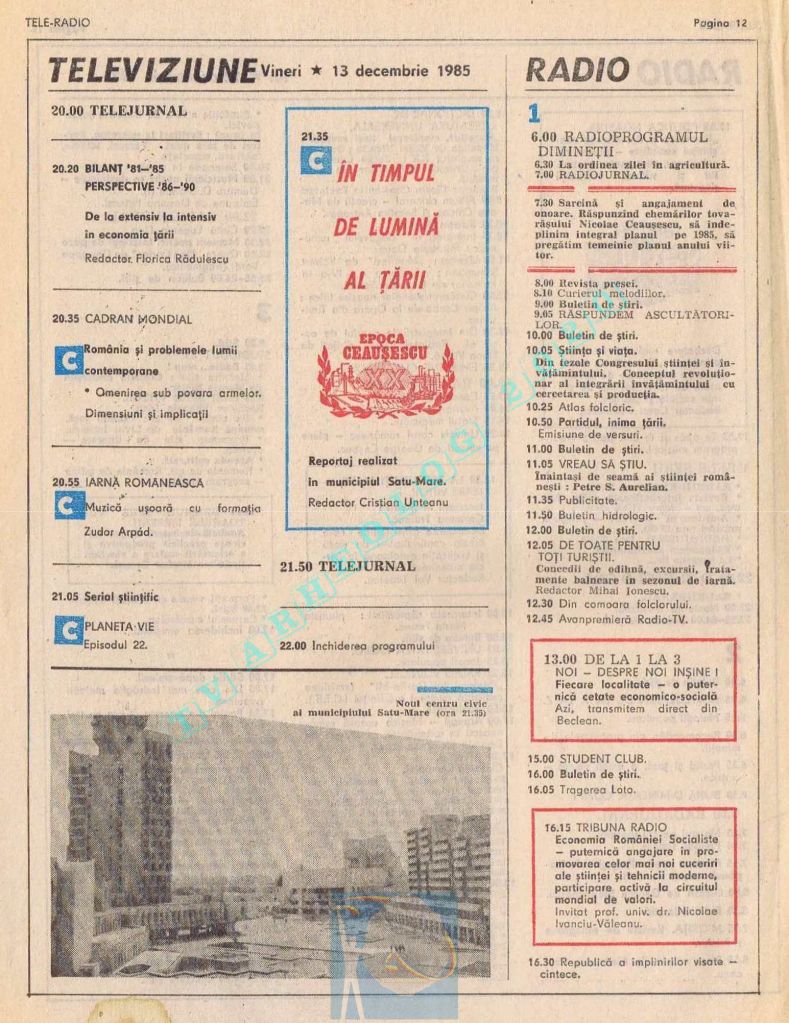 TELE-RADIO
Pagina 12
TELEVIZIUNE Vineri ★ 13 decembrie 1985
20.00 TELEJURNAL
20.20 BILANȚ '81—'85
PERSPECTIVE '86—'90
De la extensiv la intensiv
în economia țării
Redactor Florica Rădulescu
20.35 CADRAN MONDIAL
C România și problemele lumii
contemporane
• Omenirea sub povara armelor.
Dimensiuni și implicații
20.55 IARNĂ ROMÂNEASCĂ
C Muzică ușoară cu formația
Zudor Arpád.
21.05 Serial științific
C PLANETA VIE
Episodul 22.
21.35
C ÎN TIMPUL
DE LUMINĂ
AL ȚĂRII
EPOCA
CEAUȘESCU
XX
Reportaj realizat
în municipiul Satu-Mare.
Redactor Cristian Unteanu
21.50 TELEJURNAL
22.00 Închiderea programului
Noul centru civic
al municipiului Satu-Mare (ora 21.35)
RADIO
1
6.00 RADIOPROGRAMUL
DIMINEȚII
6.30 La ordinea zilei în agricultură.
7.00 RADIOJURNAL.
7.30 Sarcină și angajament de
onoare. Răspunzînd chemărilor tova-
rășului Nicolae Ceaușescu, să înde-
plinim integral planul pe 1985, să
pregătim temeinic planul anului vii-
tor.
8.00 Revista presei.
8.10 Curierul melodiilor.
9.00 Buletin de știri.
9.05 RĂSPUNDEM ASCULTĂTORI-
LOR.
10.00 Buletin de știri.
10.05 Știința și viața.
Din tezele Congresului științei și în-
vățămîntului. Conceptul revoluțio-
nar al integrării învățămîntului cu
cercetarea și producția.
10.25 Atlas folcloric.
10.50 Partidul, inima țării.
Emisiune de versuri.
11.00 Buletin de știri.
11.05 VREAU SĂ ȘTIU.
Înaintași de seamă ai științei româ-
nești : Petre S. Aurelian.
11.35 Publicitate.
11.50 Buletin hidrologic.
12.00 Buletin de știri.
12.05 DE TOATE PENTRU
TOȚI TURIȘTII.
Concedii de odihnă, excursii, trata-
mente balneare în sezonul de iarnă.
Redactor Mihai Ionescu.
12.30 Din comoara folclorului.
12.45 Avanpremieră Radio-TV.
13.00 DE LA 1 LA 3
NOI – DESPRE NOI ÎNȘINE !
Fiecare localitate – o puter-
nică cetate economico-socială
Azi, transmitem direct din
Beclean.
15.00 STUDENT CLUB.
16.00 Buletin de știri.
16.05 Tragerea Loto.
16.15 TRIBUNA RADIO
Economia României Socialiste
– puternică angajare în pro-
movarea celor mai noi cuceriri
ale științei și tehnicii moderne,
participare activă la circuitul
mondial de valori.
Invitat prof. univ. dr. Nicolae
Ivanciu-Văleanu.
16.30 Republică a împlinirilor visate –
cîntece.